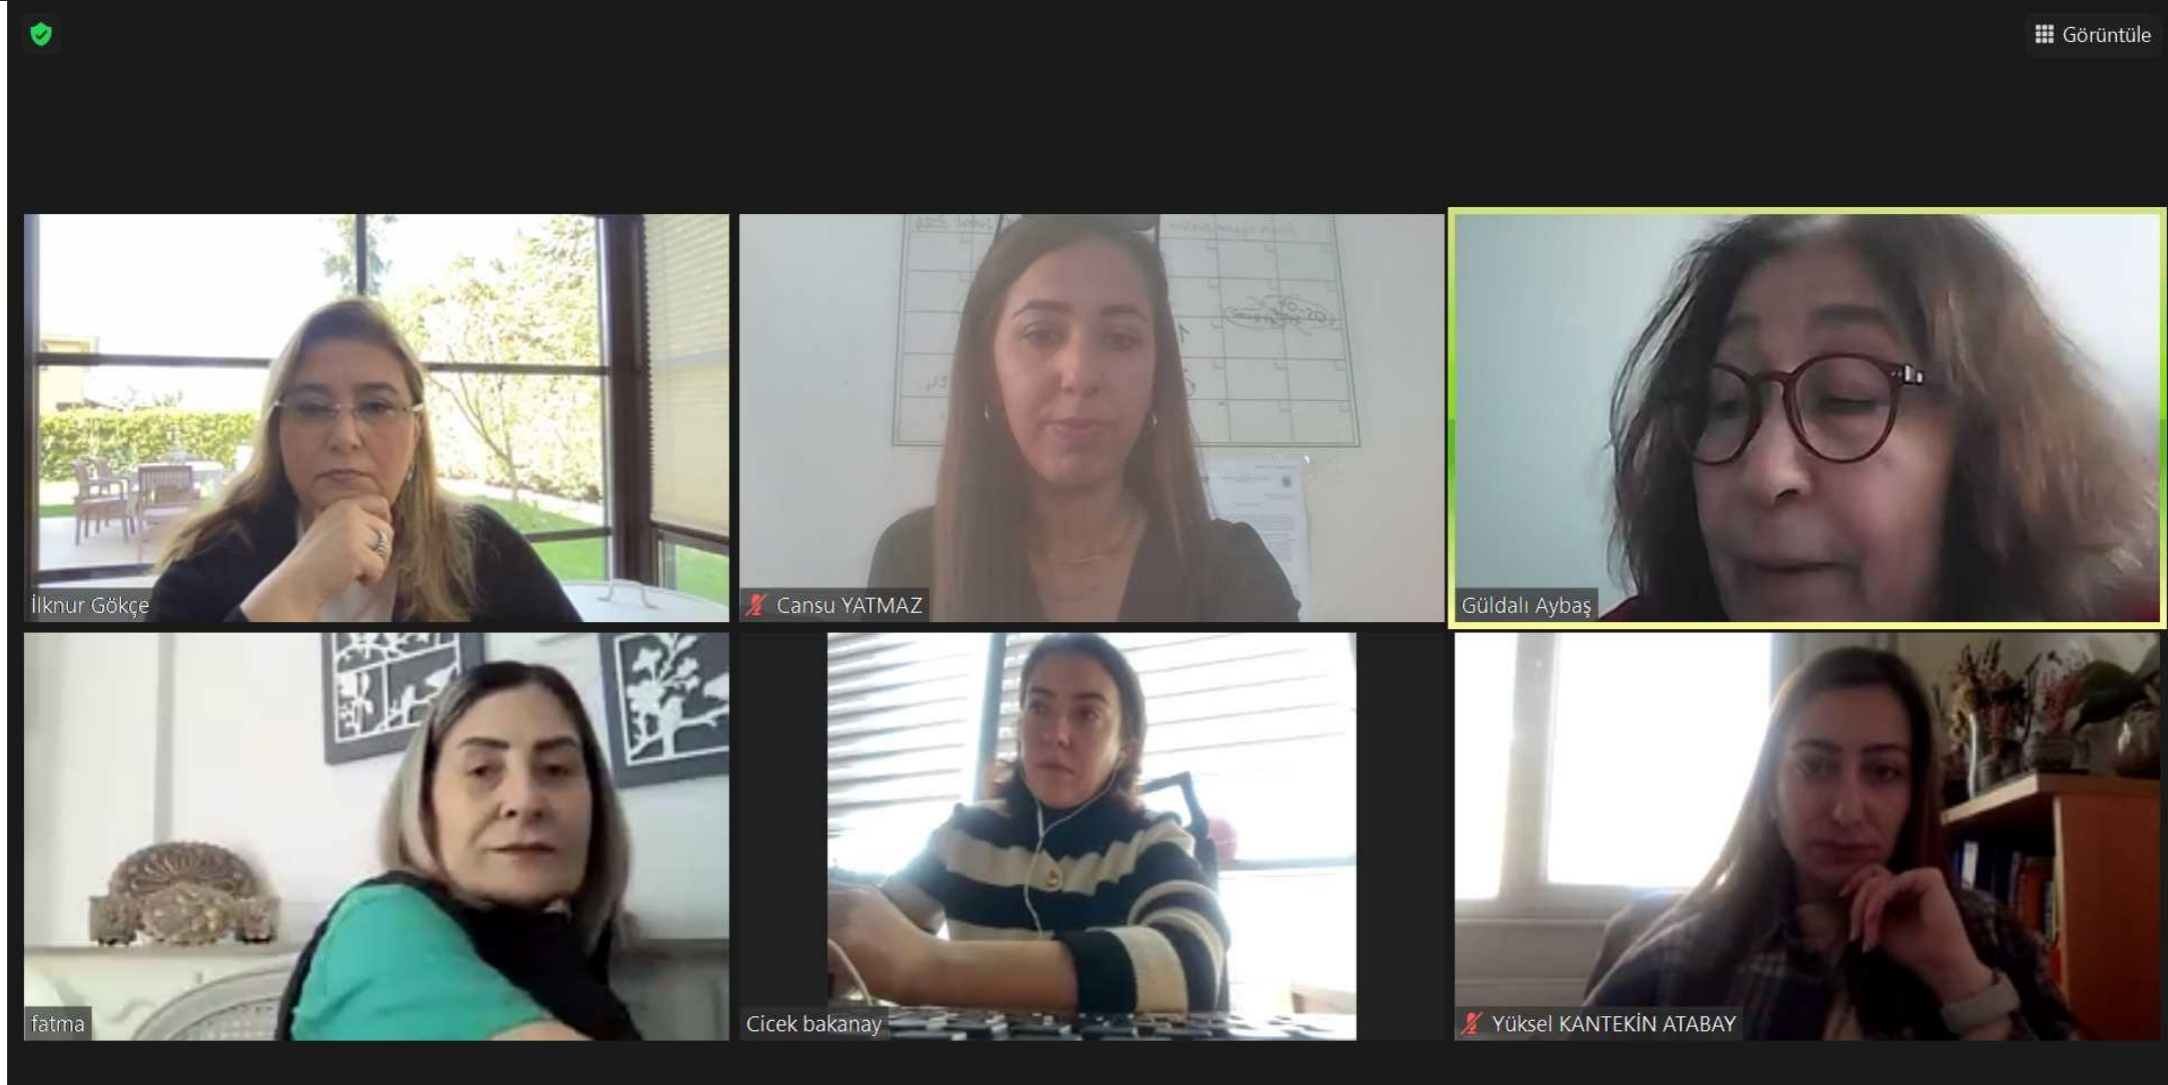 Görüntüle
İlknur Gökçe
Cansu YATMAZ
Güldalı Aybaş
fatma
Cicek bakanay
Yüksel KANTEKİN ATABAY